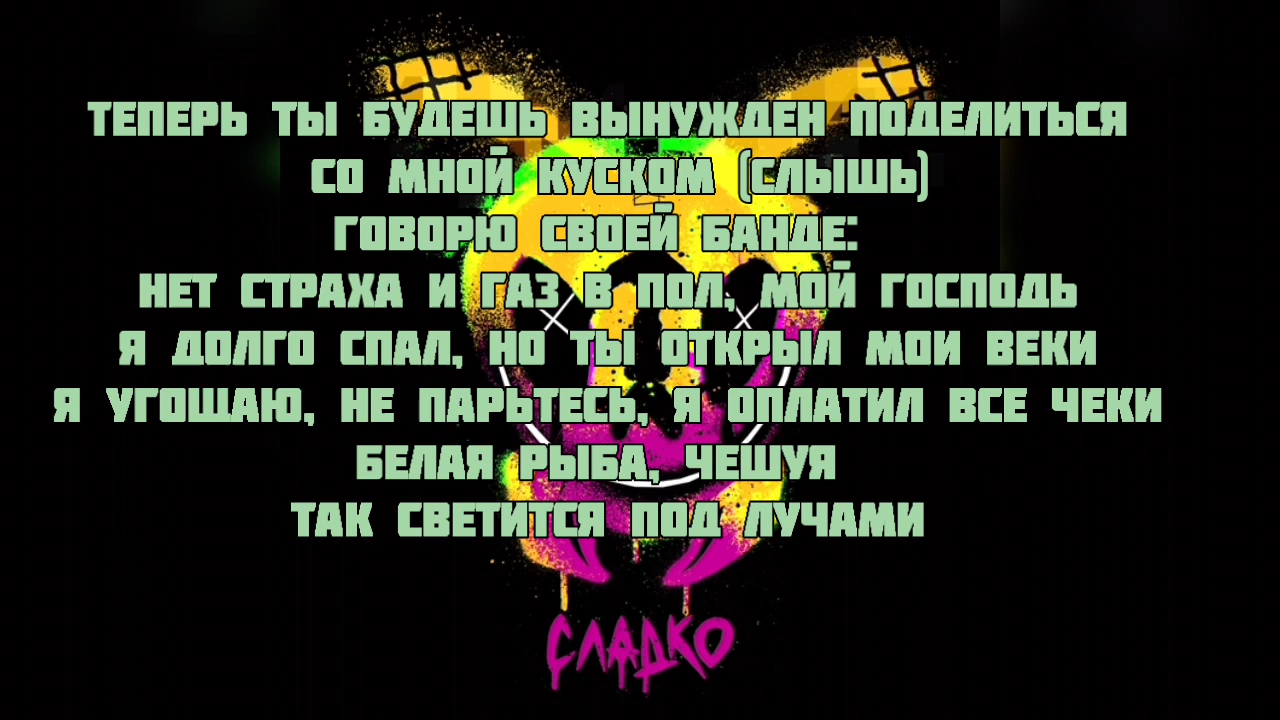 ТЕПЕРЬ ТЫ БУДЕШЬ ВЫНУЖДЕН ПОДЕЛИТЬСЯ
СО МНОЙ КУСКОМ (СЛЫШЬ)
ГОВОРЮ СВОЕЙ БАНДЕ:
НЕТ СТРАХА И ГАЗ В ПОЛ, МОЙ ГОСПОДЬ
Я ДОЛГО СПАЛ, НО ТЫ ОТКРЫЛ МОИ ВЕКИ
Я УГОЩАЮ, НЕ ПАРЬТЕСЬ, Я ОПЛАТИЛ ВСЕ ЧЕКИ
БЕЛАЯ РЫБА, ЧЕШУЯ
ТАК СВЕТИТСЯ ПОД ЛУЧАМИ
СЛАДКО